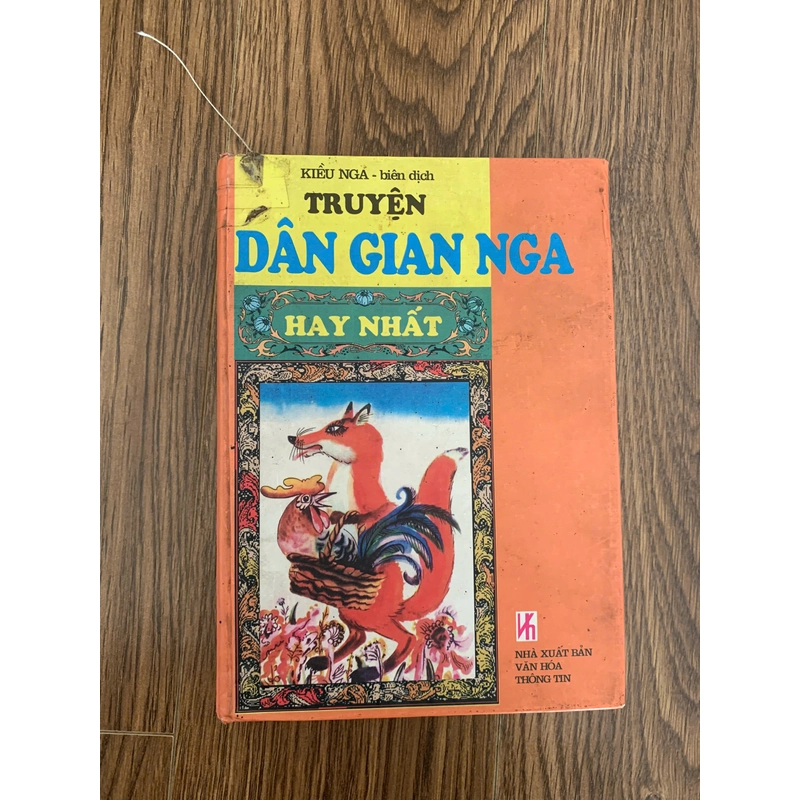 KIỀU NGA - biên dịch
TRUYỆN
DÂN GIAN NGA
HAY NHẤT
NHÀ XUẤT BẢN
VĂN HÓA
THÔNG TIN